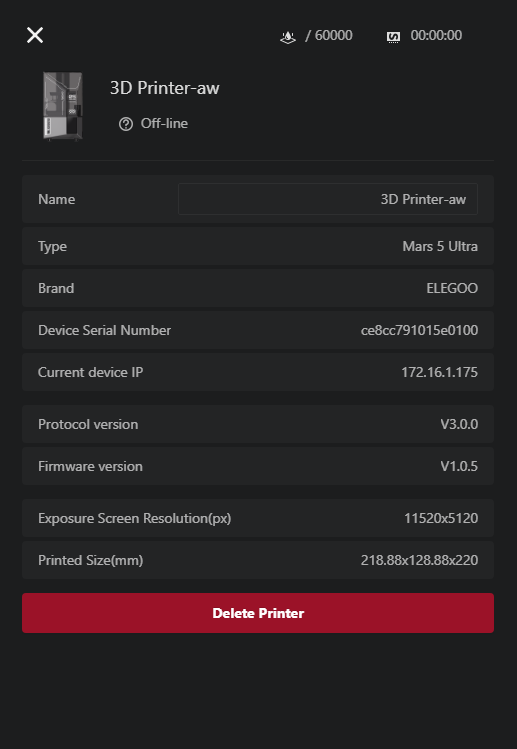 / 60000 00:00:00
3D Printer-aw
Off-line
Name 3D Printer-aw
Type Mars 5 Ultra
Brand ELEGOO
Device Serial Number ce8cc791015e0100
Current device IP 172.16.1.175
Protocol version V3.0.0
Firmware version V1.0.5
Exposure Screen Resolution(px) 11520x5120
Printed Size(mm) 218.88x128.88x220
Delete Printer